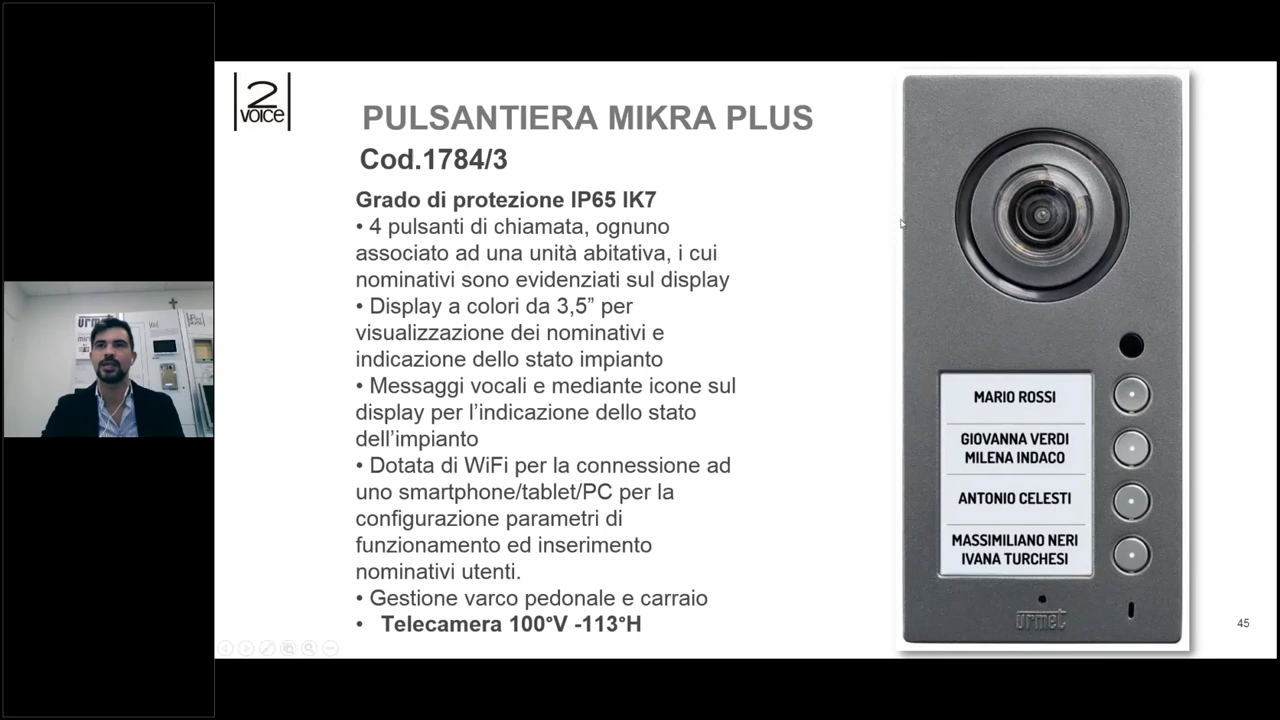 2
VOICE
PULSANTIERA MIKRA PLUS
Cod.1784/3
Grado di protezione IP65 IK7
• 4 pulsanti di chiamata, ognuno
associato ad una unità abitativa, i cui
nominativi sono evidenziati sul display
• Display a colori da 3,5” per
visualizzazione dei nominativi e
indicazione dello stato impianto
• Messaggi vocali e mediante icone sul
display per l’indicazione dello stato
dell’impianto
• Dotata di WiFi per la connessione ad
uno smartphone/tablet/PC per la
configurazione parametri di
funzionamento ed inserimento
nominativi utenti.
• Gestione varco pedonale e carraio
• Telecamera 100°V -113°H
MARIO ROSSI
GIOVANNA VERDI
MILENA INDACO
ANTONIO CELESTI
MASSIMILIANO NERI
IVANA TURCHESI
urmet
45
urmet